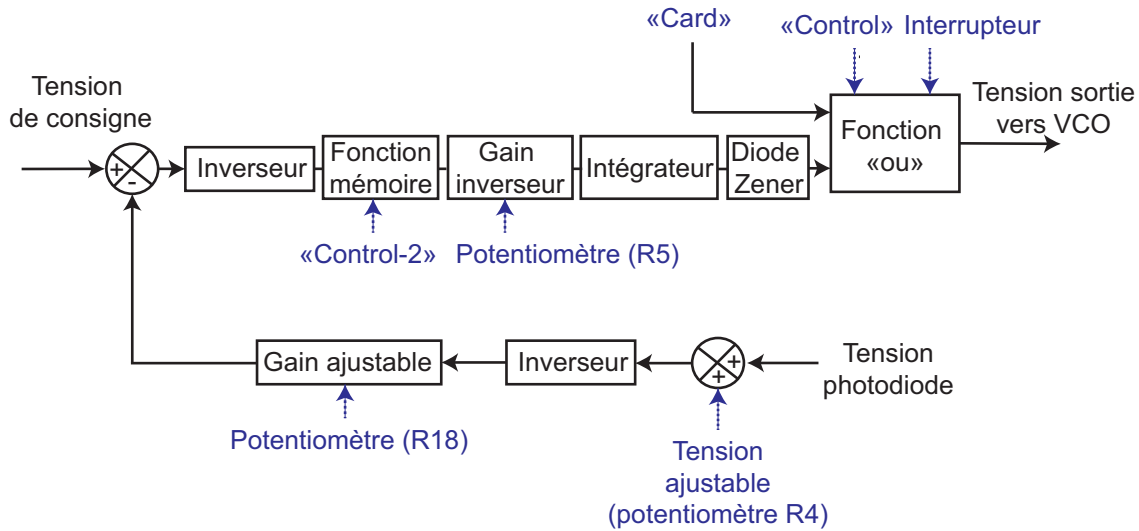 «Card»
«Control» Interrupteur
Tension
de consigne
Tension sortie
vers VCO
+
-
Inverseur
Fonction
mémoire
Gain
inverseur
Intégrateur
Diode
Zener
Fonction
«ou»
«Control-2»
Potentiomètre (R5)
Gain ajustable
Inverseur
+
+
Tension
photodiode
Potentiomètre (R18)
Tension
ajustable
(potentiomètre R4)